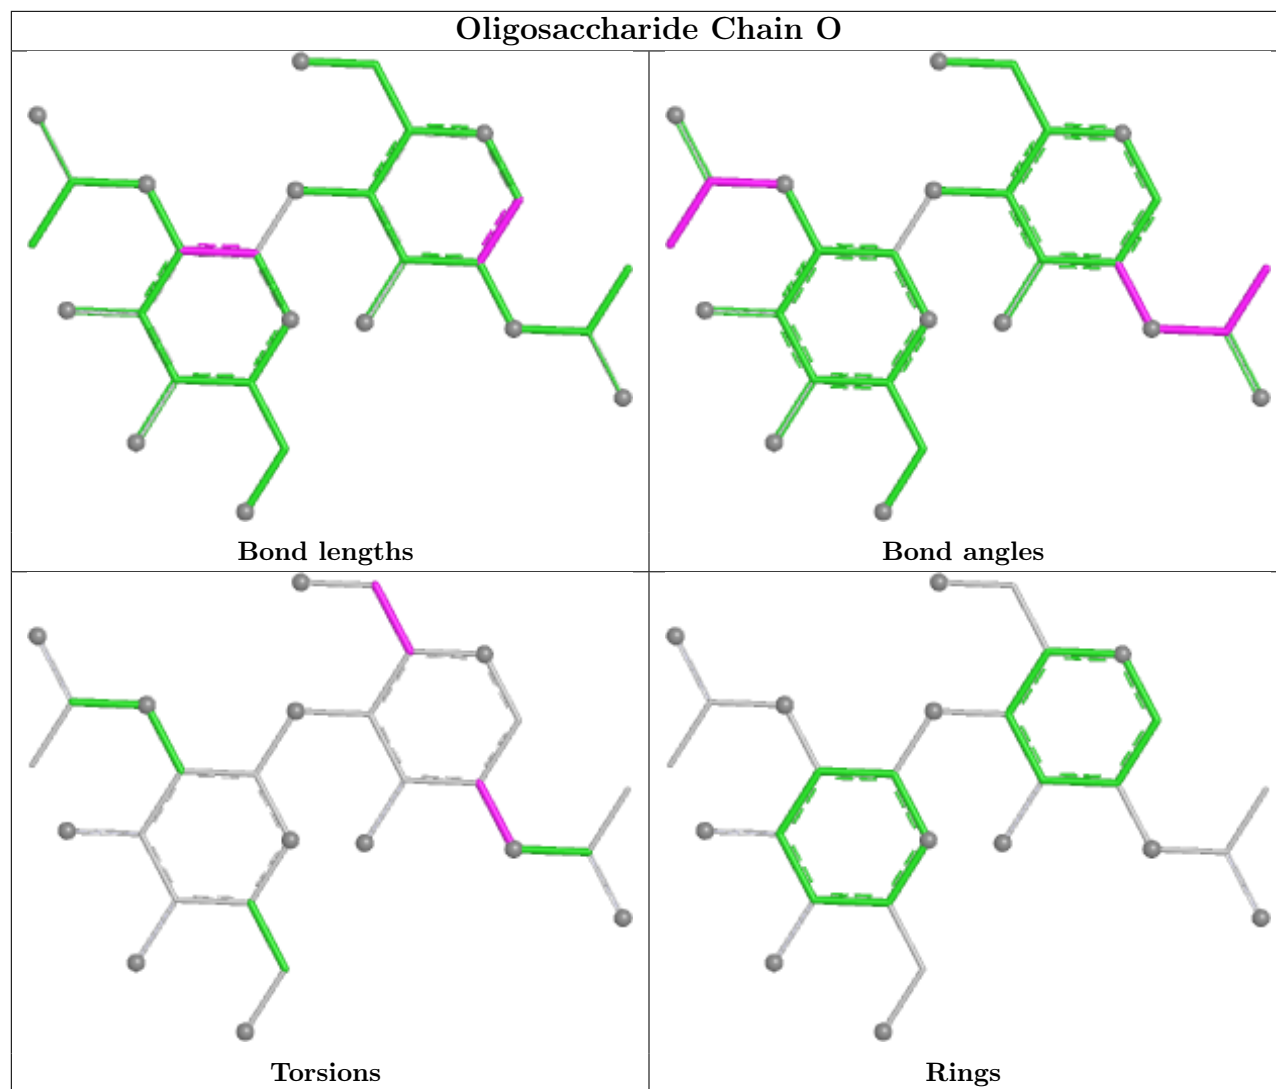 Oligosaccharide Chain O
Bond lengths
Bond angles
Torsions
Rings